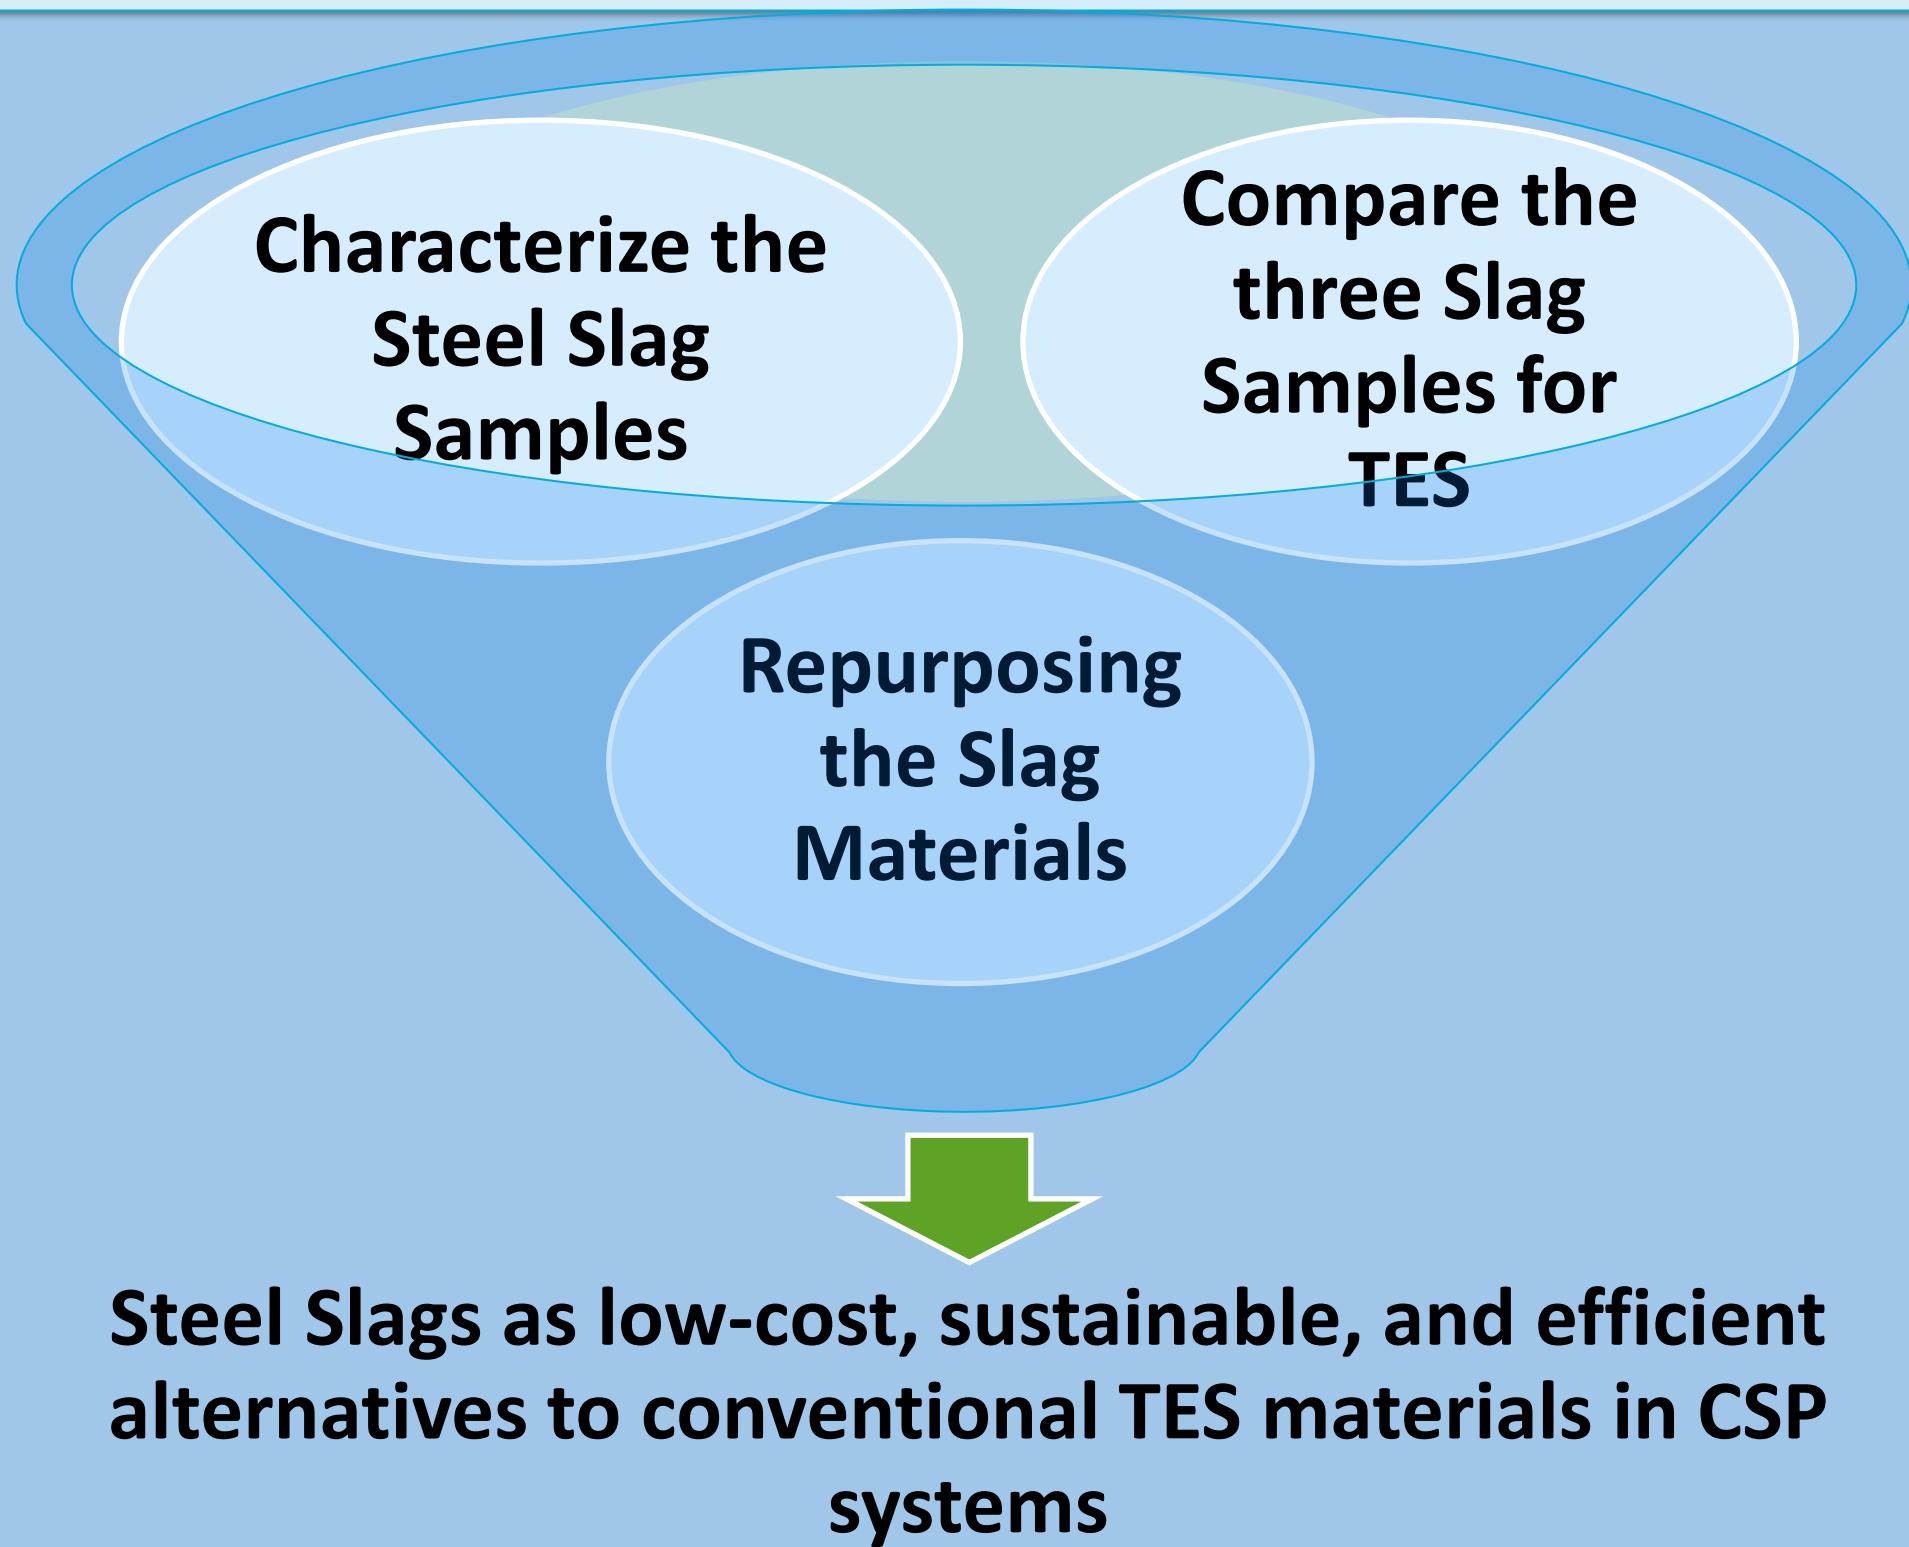 Characterize the
Steel Slag
Samples
Compare the
three Slag
Samples for
TES
Repurposing
the Slag
Materials
Steel Slags as low-cost, sustainable, and efficient
alternatives to conventional TES materials in CSP
systems